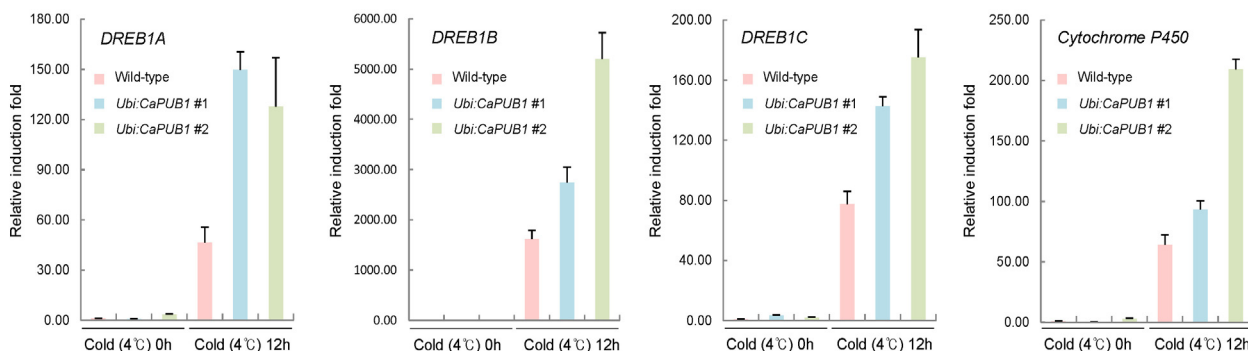 Relative induction fold
180.00
150.00
120.00
90.00
60.00
30.00
0.00
DREB1A
Wild-type
Ubi:CaPUB1 #1
Ubi:CaPUB1 #2
Cold (4℃) 0h
Cold (4℃) 12h
Relative induction fold
6000.00
5000.00
4000.00
3000.00
2000.00
1000.00
0.00
DREB1B
Wild-type
Ubi:CaPUB1 #1
Ubi:CaPUB1 #2
Cold (4℃) 0h
Cold (4℃) 12h
Relative induction fold
200.00
160.00
120.00
80.00
40.00
0.00
DREB1C
Wild-type
Ubi:CaPUB1 #1
Ubi:CaPUB1 #2
Cold (4℃) 0h
Cold (4℃) 12h
Relative induction fold
250.00
200.00
150.00
100.00
50.00
0.00
Cytochrome P450
Wild-type
Ubi:CaPUB1 #1
Ubi:CaPUB1 #2
Cold (4℃) 0h
Cold (4℃) 12h